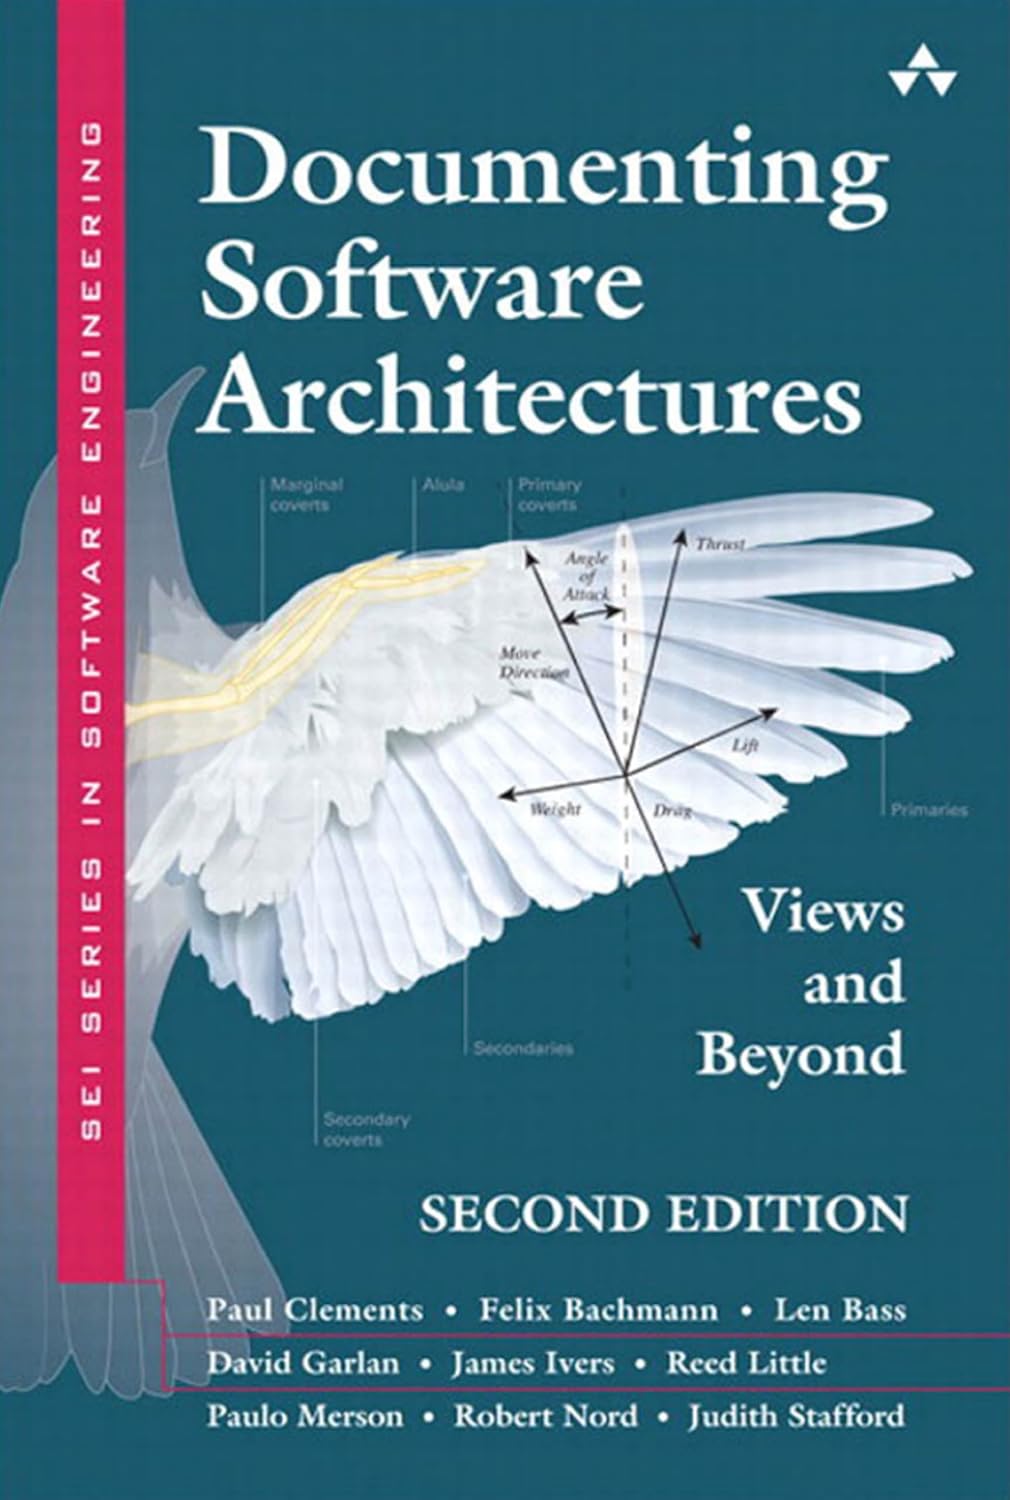 SEI SERIES IN SOFTWARE ENGINEERING
Documenting
Software
Architectures
Marginal
coverts
Alula
Primary
coverts
Angle
of
Attack
Thrust
Move
Direction
Lift
Weight
Drag
Primaries
Views
and
Beyond
Secondaries
Secondary
coverts
SECOND EDITION
Paul Clements • Felix Bachmann • Len Bass
David Garlan • James Ivers • Reed Little
Paulo Merson • Robert Nord • Judith Stafford